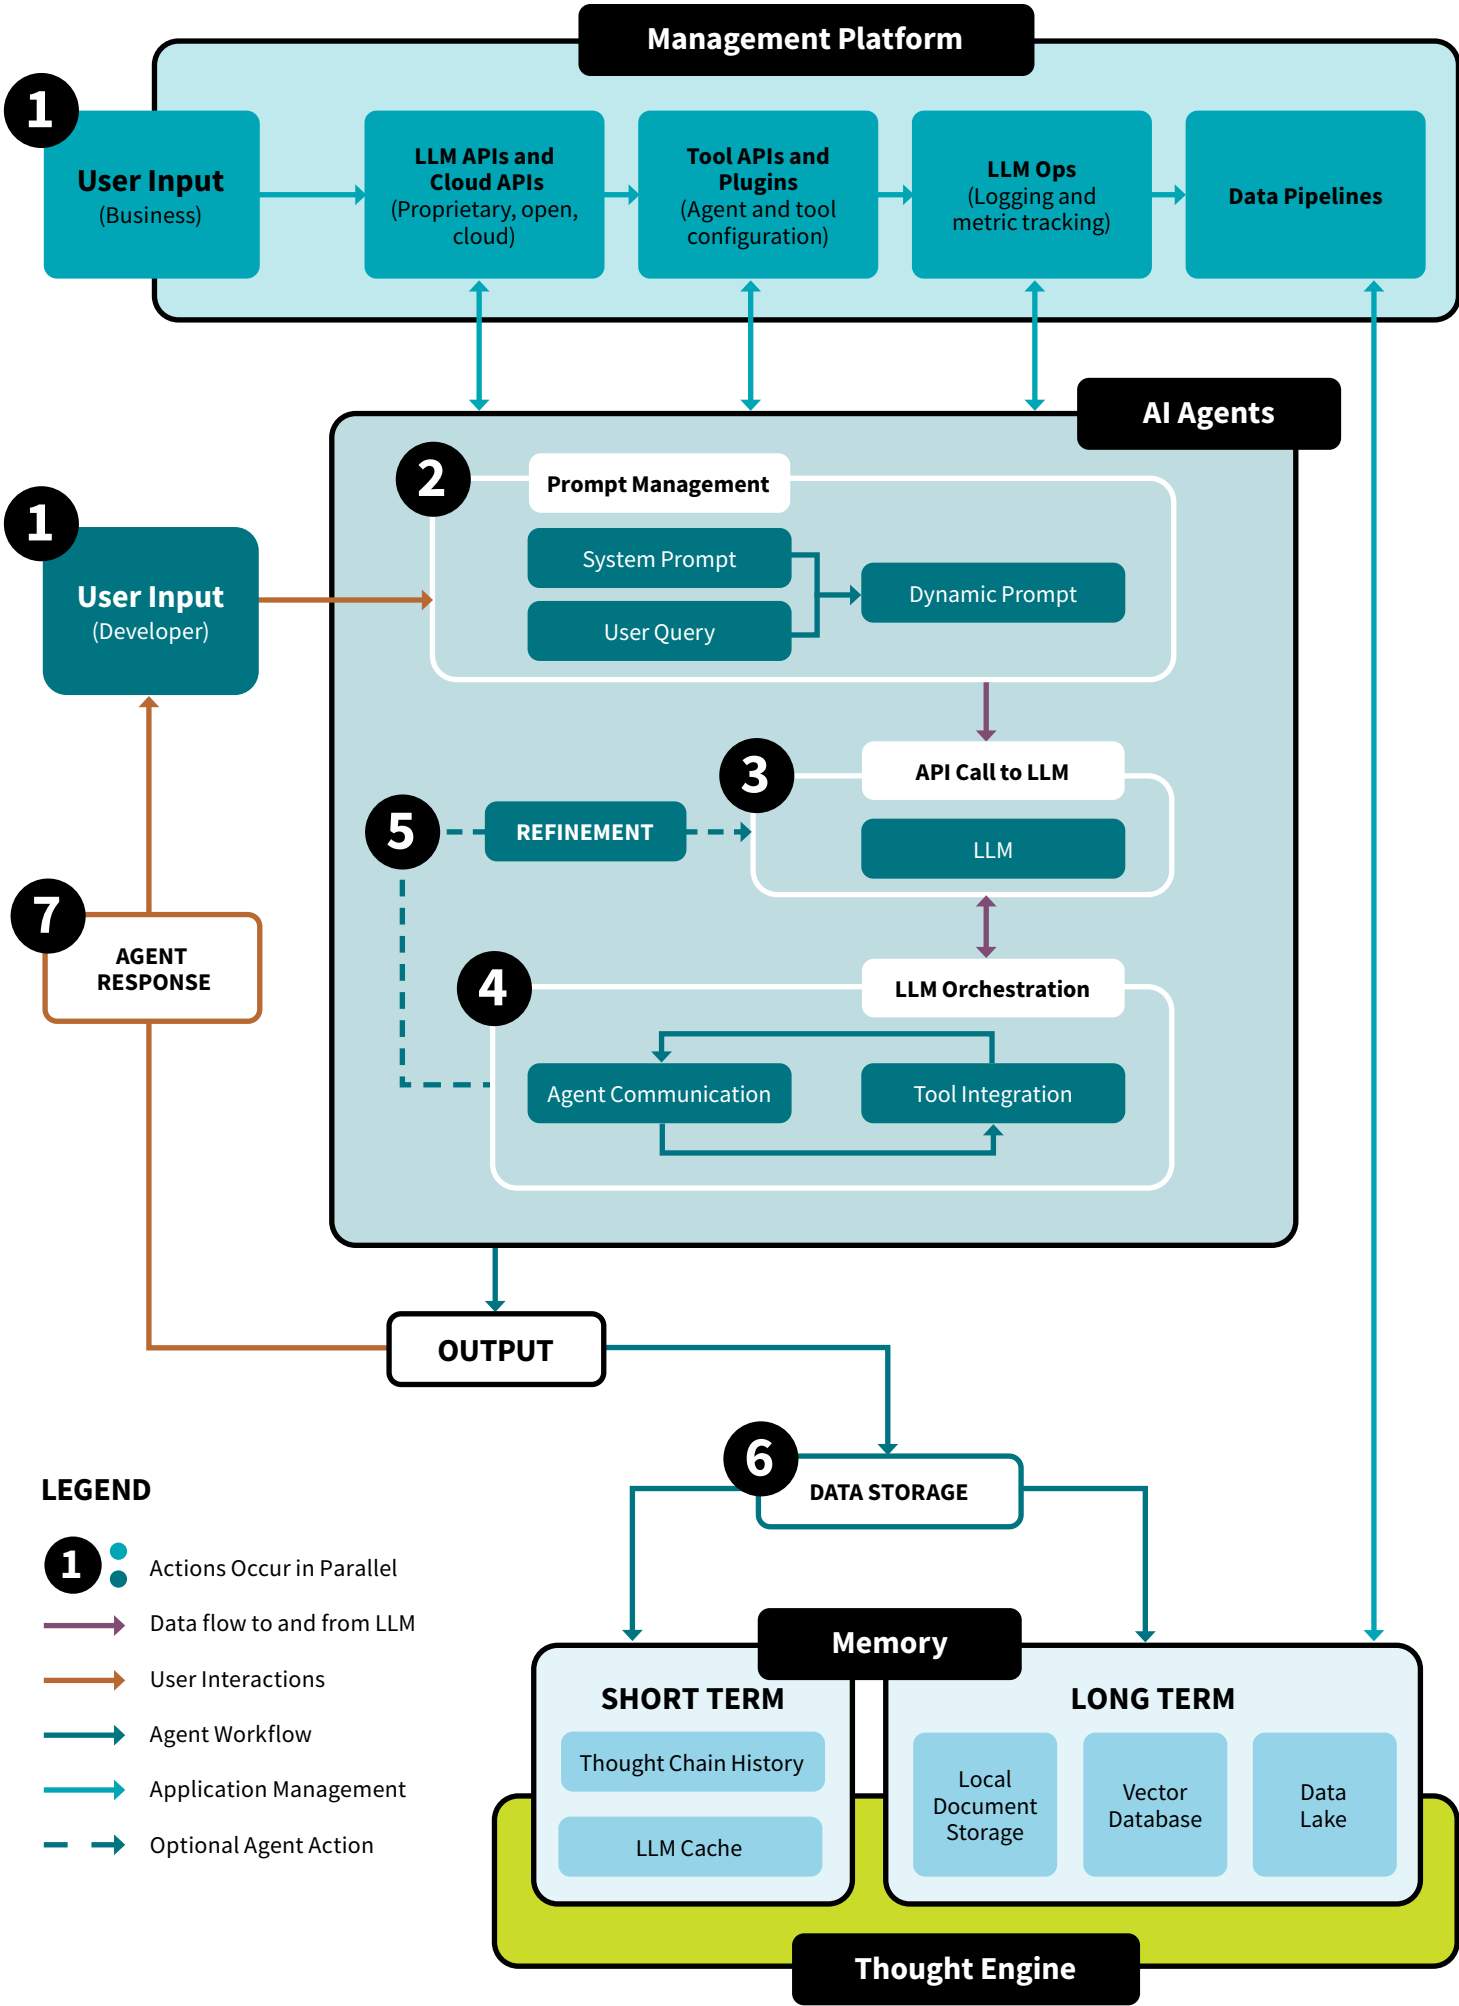 Management Platform
1
User Input
(Business)
LLM APIs and
Cloud APIs
(Proprietary, open,
cloud)
Tool APIs and
Plugins
(Agent and tool
configuration)
LLM Ops
(Logging and
metric tracking)
Data Pipelines
AI Agents
1
User Input
(Developer)
2
Prompt Management
System Prompt
User Query
Dynamic Prompt
3
API Call to LLM
LLM
5
REFINEMENT
7
AGENT
RESPONSE
4
LLM Orchestration
Agent Communication
Tool Integration
OUTPUT
6
DATA STORAGE
LEGEND
1
Actions Occur in Parallel
Data flow to and from LLM
User Interactions
Agent Workflow
Application Management
Optional Agent Action
Memory
SHORT TERM
Thought Chain History
LLM Cache
LONG TERM
Local
Document
Storage
Vector
Database
Data
Lake
Thought Engine